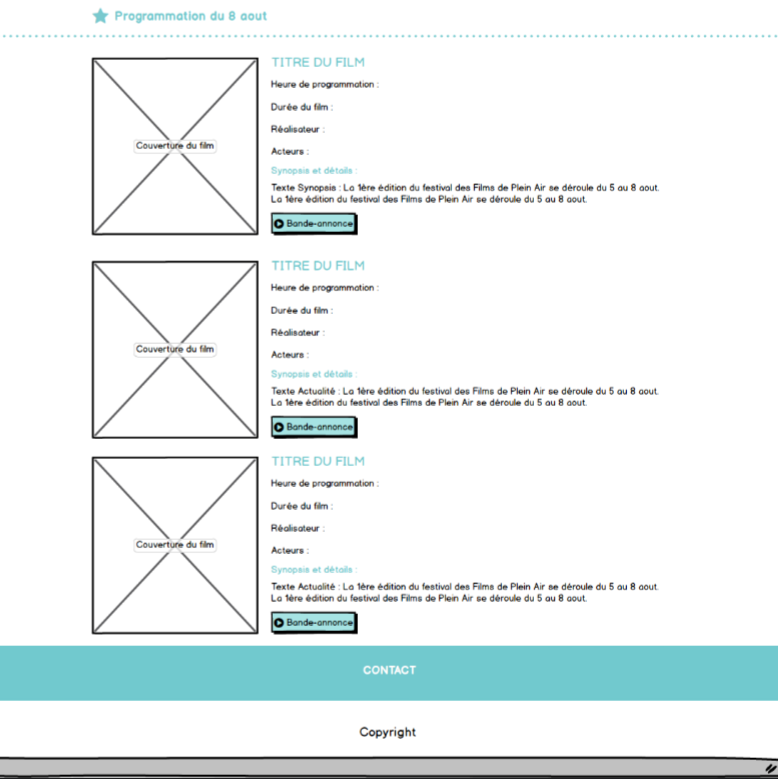 Programmation du 8 aout
TITRE DU FILM
Heure de programmation :
Durée du film :
Réalisateur :
Couverture du film
Acteurs :
Synopsis et détails :
Texte Synopsis : La 1ère édition du festival des Films de Plein Air se déroule du 5 au 8 aout.
La 1ère édition du festival des Films de Plein Air se déroule du 5 au 8 aout.
Bande-annonce
TITRE DU FILM
Heure de programmation :
Durée du film :
Réalisateur :
Couverture du film
Acteurs :
Synopsis et détails :
Texte Actualité : La 1ère édition du festival des Films de Plein Air se déroule du 5 au 8 aout.
La 1ère édition du festival des Films de Plein Air se déroule du 5 au 8 aout.
Bande-annonce
TITRE DU FILM
Heure de programmation :
Durée du film :
Réalisateur :
Couverture du film
Acteurs :
Synopsis et détails :
Texte Actualité : La 1ère édition du festival des Films de Plein Air se déroule du 5 au 8 aout.
La 1ère édition du festival des Films de Plein Air se déroule du 5 au 8 aout.
Bande-annonce
CONTACT
Copyright